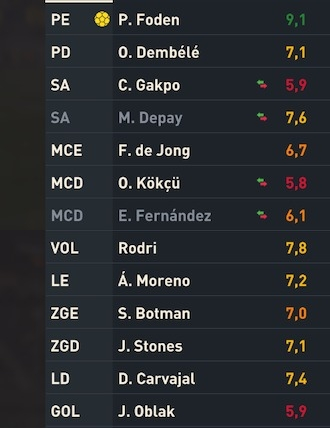 PE P. Foden 9,1
PD O. Dembélé 7,1
SA C. Gakpo 5,9
SA M. Depay 7,6
MCE F. de Jong 6,7
MCD O. Kökçü 5,8
MCD E. Fernández 6,1
VOL Rodri 7,8
LE Á. Moreno 7,2
ZGE S. Botman 7,0
ZGD J. Stones 7,1
LD D. Carvajal 7,4
GOL J. Oblak 5,9